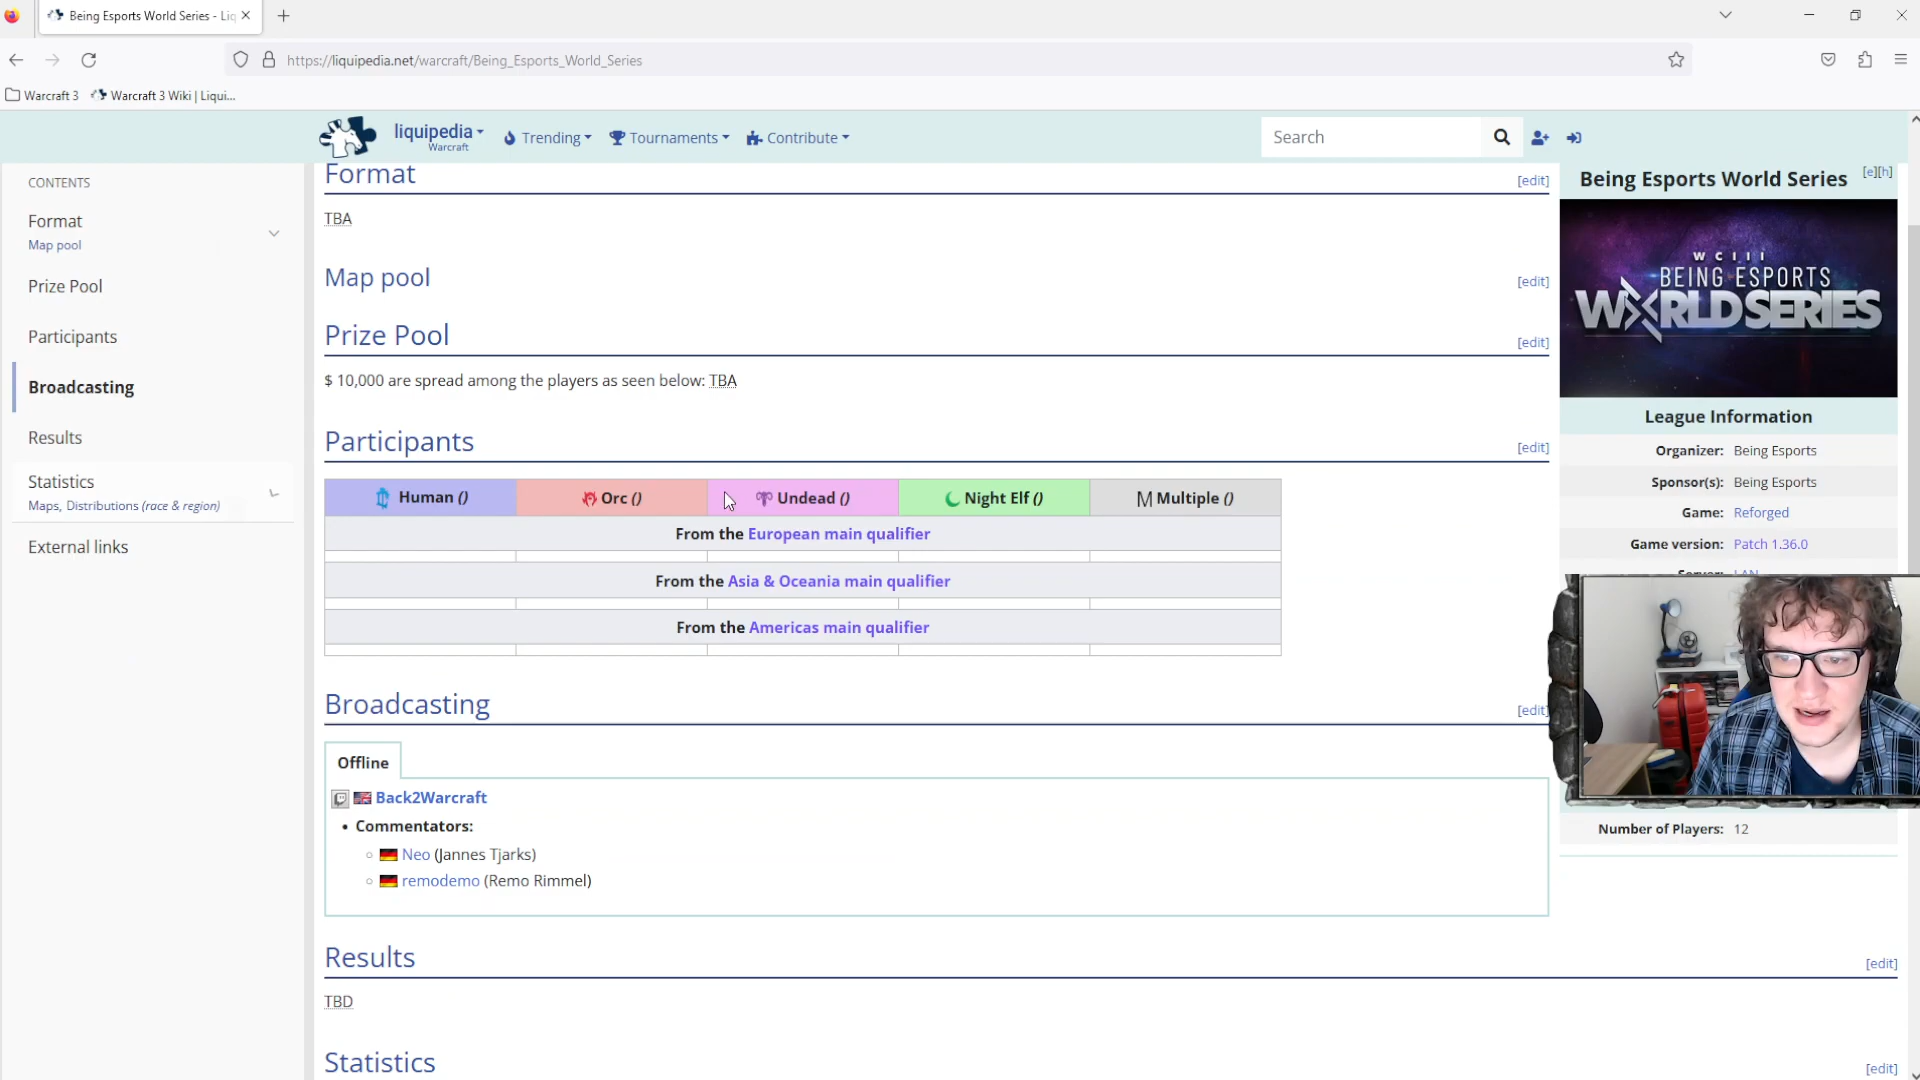 Being Esports World Series - Liq
https://liquipedia.net/warcraft/Being_Esports_World_Series
Warcraft 3
Warcraft 3 Wiki | Liqui...
liquipedia
Warcraft
Trending
Tournaments
Contribute
Search
CONTENTS
Format
Map pool
Prize Pool
Participants
Broadcasting
Results
Statistics
Maps, Distributions (race & region)
External links
Format
[edit]
TBA
Map pool
[edit]
Prize Pool
[edit]
$ 10,000 are spread among the players as seen below: TBA
Participants
[edit]
Human ()
Orc ()
Undead ()
Night Elf ()
Multiple ()
From the European main qualifier
From the Asia & Oceania main qualifier
From the Americas main qualifier
Broadcasting
[edit]
Offline
Back2Warcraft
• Commentators:
Neo (Jannes Tjarks)
remodemo (Remo Rimmel)
Results
[edit]
TBD
Statistics
[edit]
Being Esports World Series
[e][h]
WCIII
BEING ESPORTS
WORLD SERIES
League Information
Organizer: Being Esports
Sponsor(s): Being Esports
Game: Reforged
Game version: Patch 1.36.0
Server: LAN
Number of Players: 12